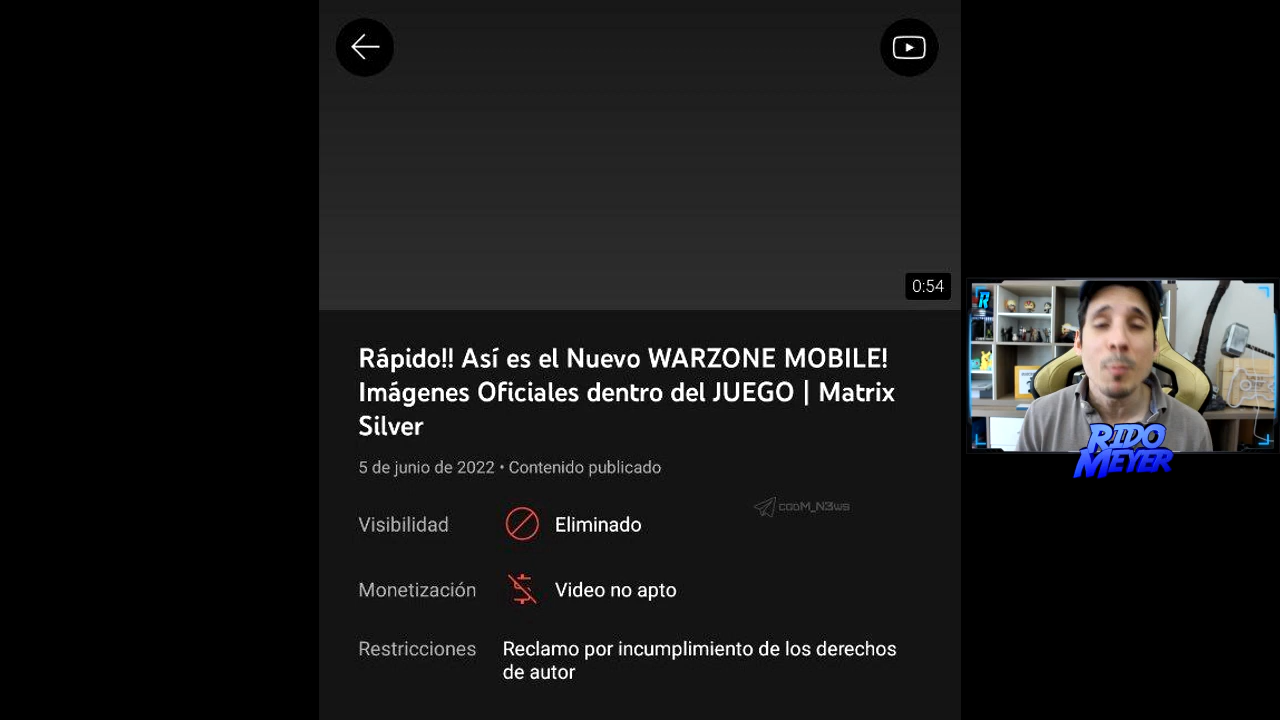 0:54
Rápido!! Así es el Nuevo WARZONE MOBILE!
Imágenes Oficiales dentro del JUEGO | Matrix
Silver
5 de junio de 2022 • Contenido publicado
Visibilidad
Eliminado
Monetización
Video no apto
Restricciones
Reclamo por incumplimiento de los derechos
de autor
coDM_N3ws
R
RIDO
MEYER